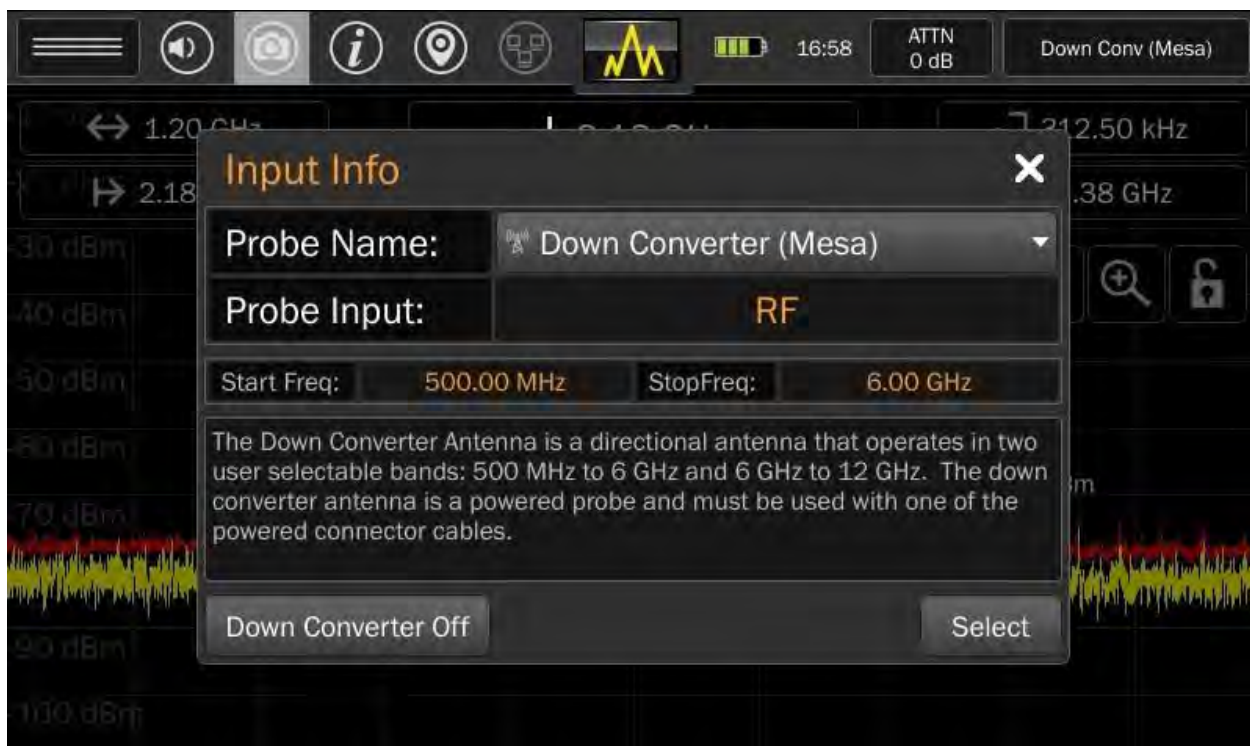 16:58
ATTN
0 dB
Down Conv (Mesa)
1.20 GHz
312.50 kHz
2.18
.38 GHz
Input Info
Probe Name:
Down Converter (Mesa)
Probe Input:
RF
Start Freq:
500.00 MHz
StopFreq:
6.00 GHz
The Down Converter Antenna is a directional antenna that operates in two
user selectable bands: 500 MHz to 6 GHz and 6 GHz to 12 GHz. The down
converter antenna is a powered probe and must be used with one of the
powered connector cables.
Down Converter Off
Select
-30 dBm
-40 dBm
-50 dBm
-70 dBm
-90 dBm
-100 dBm